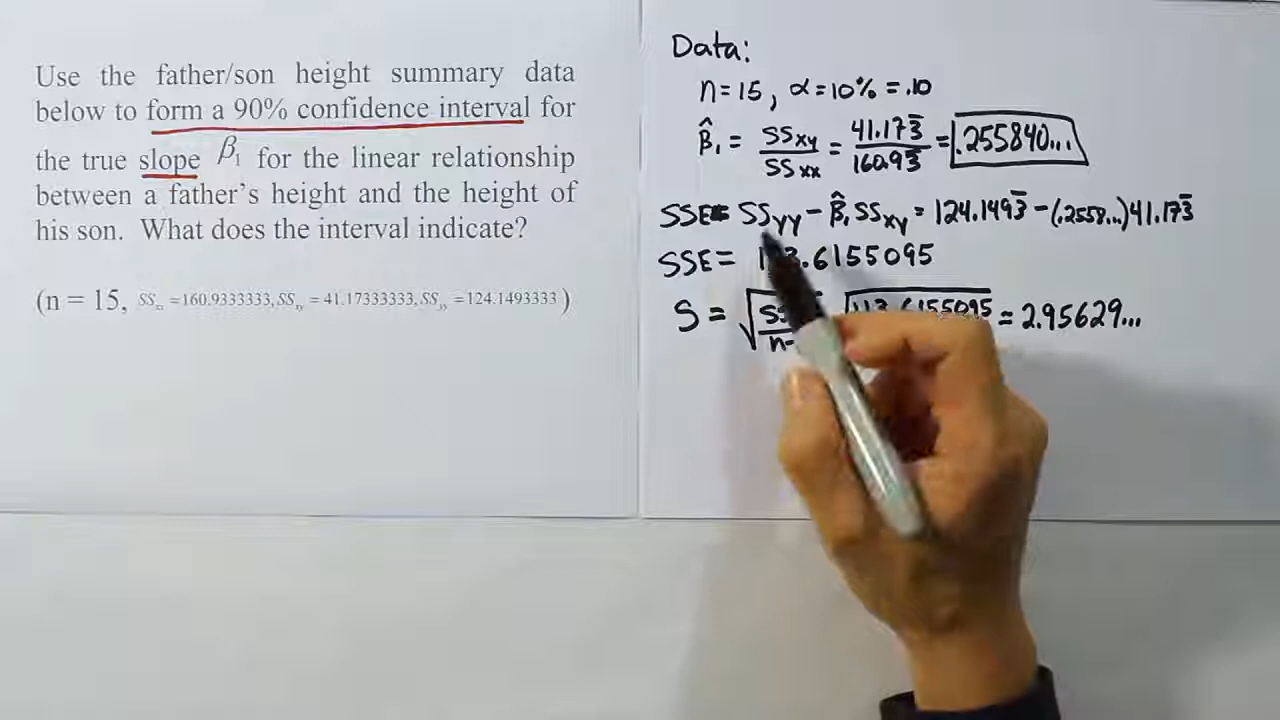 Use the father/son height summary data
below to form a 90% confidence interval for
the true slope β₁ for the linear relationship
between a father's height and the height of
his son. What does the interval indicate?
(n = 15, SSₓₓ =160.9333333, SSₓᵧ = 41.17333333, SSᵧᵧ =124.1493333 )
Data:
n=15, α=10% = .10
β̂₁ = SSxy/SSxx = 41.173̅/160.93̅ = .255840...
SSE = SSyy − β̂₁ SSxy = 124.1493̅ − (.2558...) 41.173̅
SSE = .6155095
S = √ n- = 2.95629...